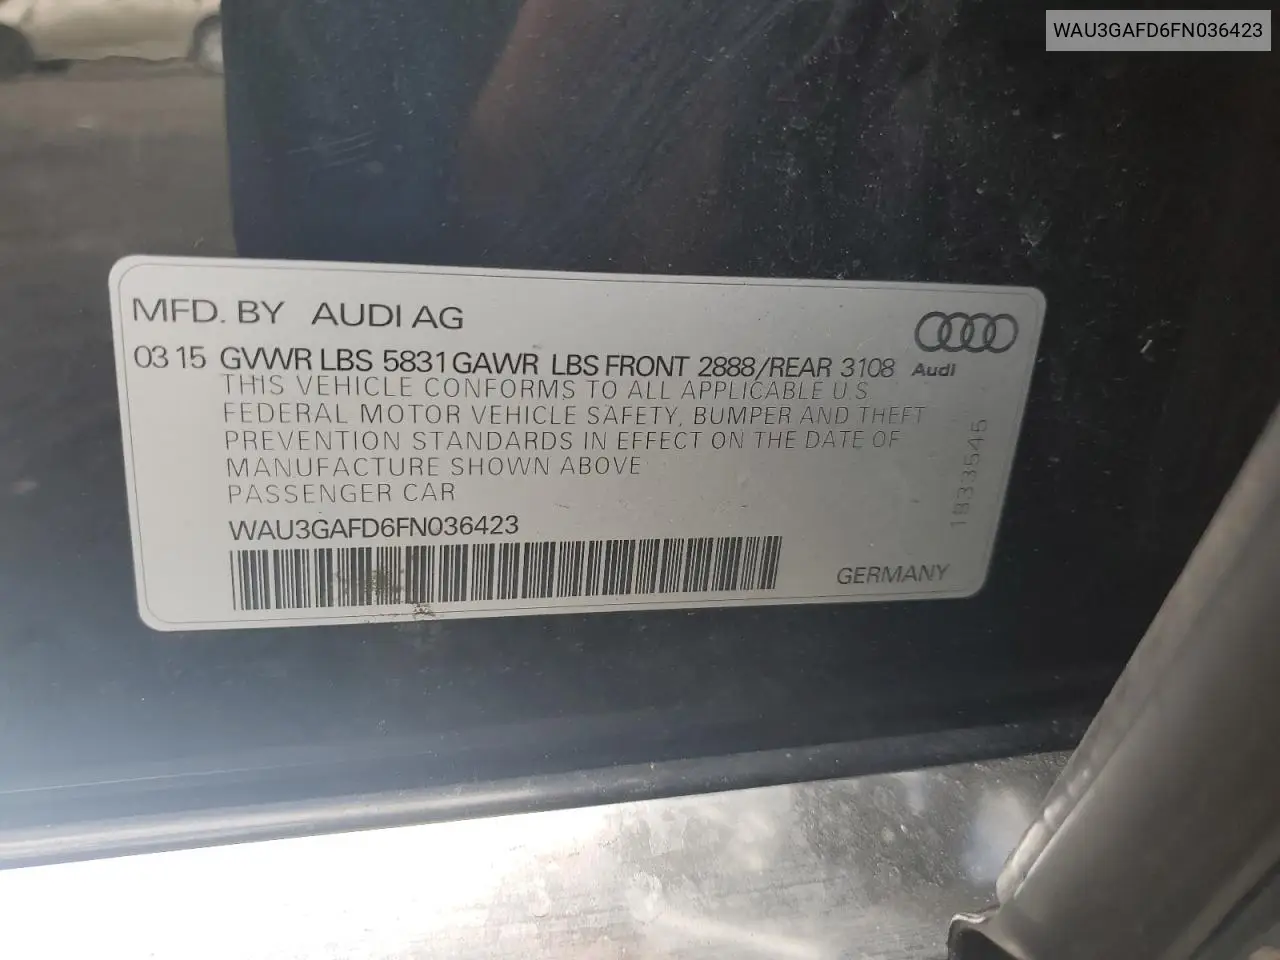 WAU3GAFD6FN036423
MFD. BY AUDI AG
03 15 GVWR LBS 5831 GAWR LBS FRONT 2888/REAR 3108 Audi
THIS VEHICLE CONFORMS TO ALL APPLICABLE U.S
FEDERAL MOTOR VEHICLE SAFETY, BUMPER AND THEFT
PREVENTION STANDARDS IN EFFECT ON THE DATE OF
MANUFACTURE SHOWN ABOVE
PASSENGER CAR
WAU3GAFD6FN036423
GERMANY